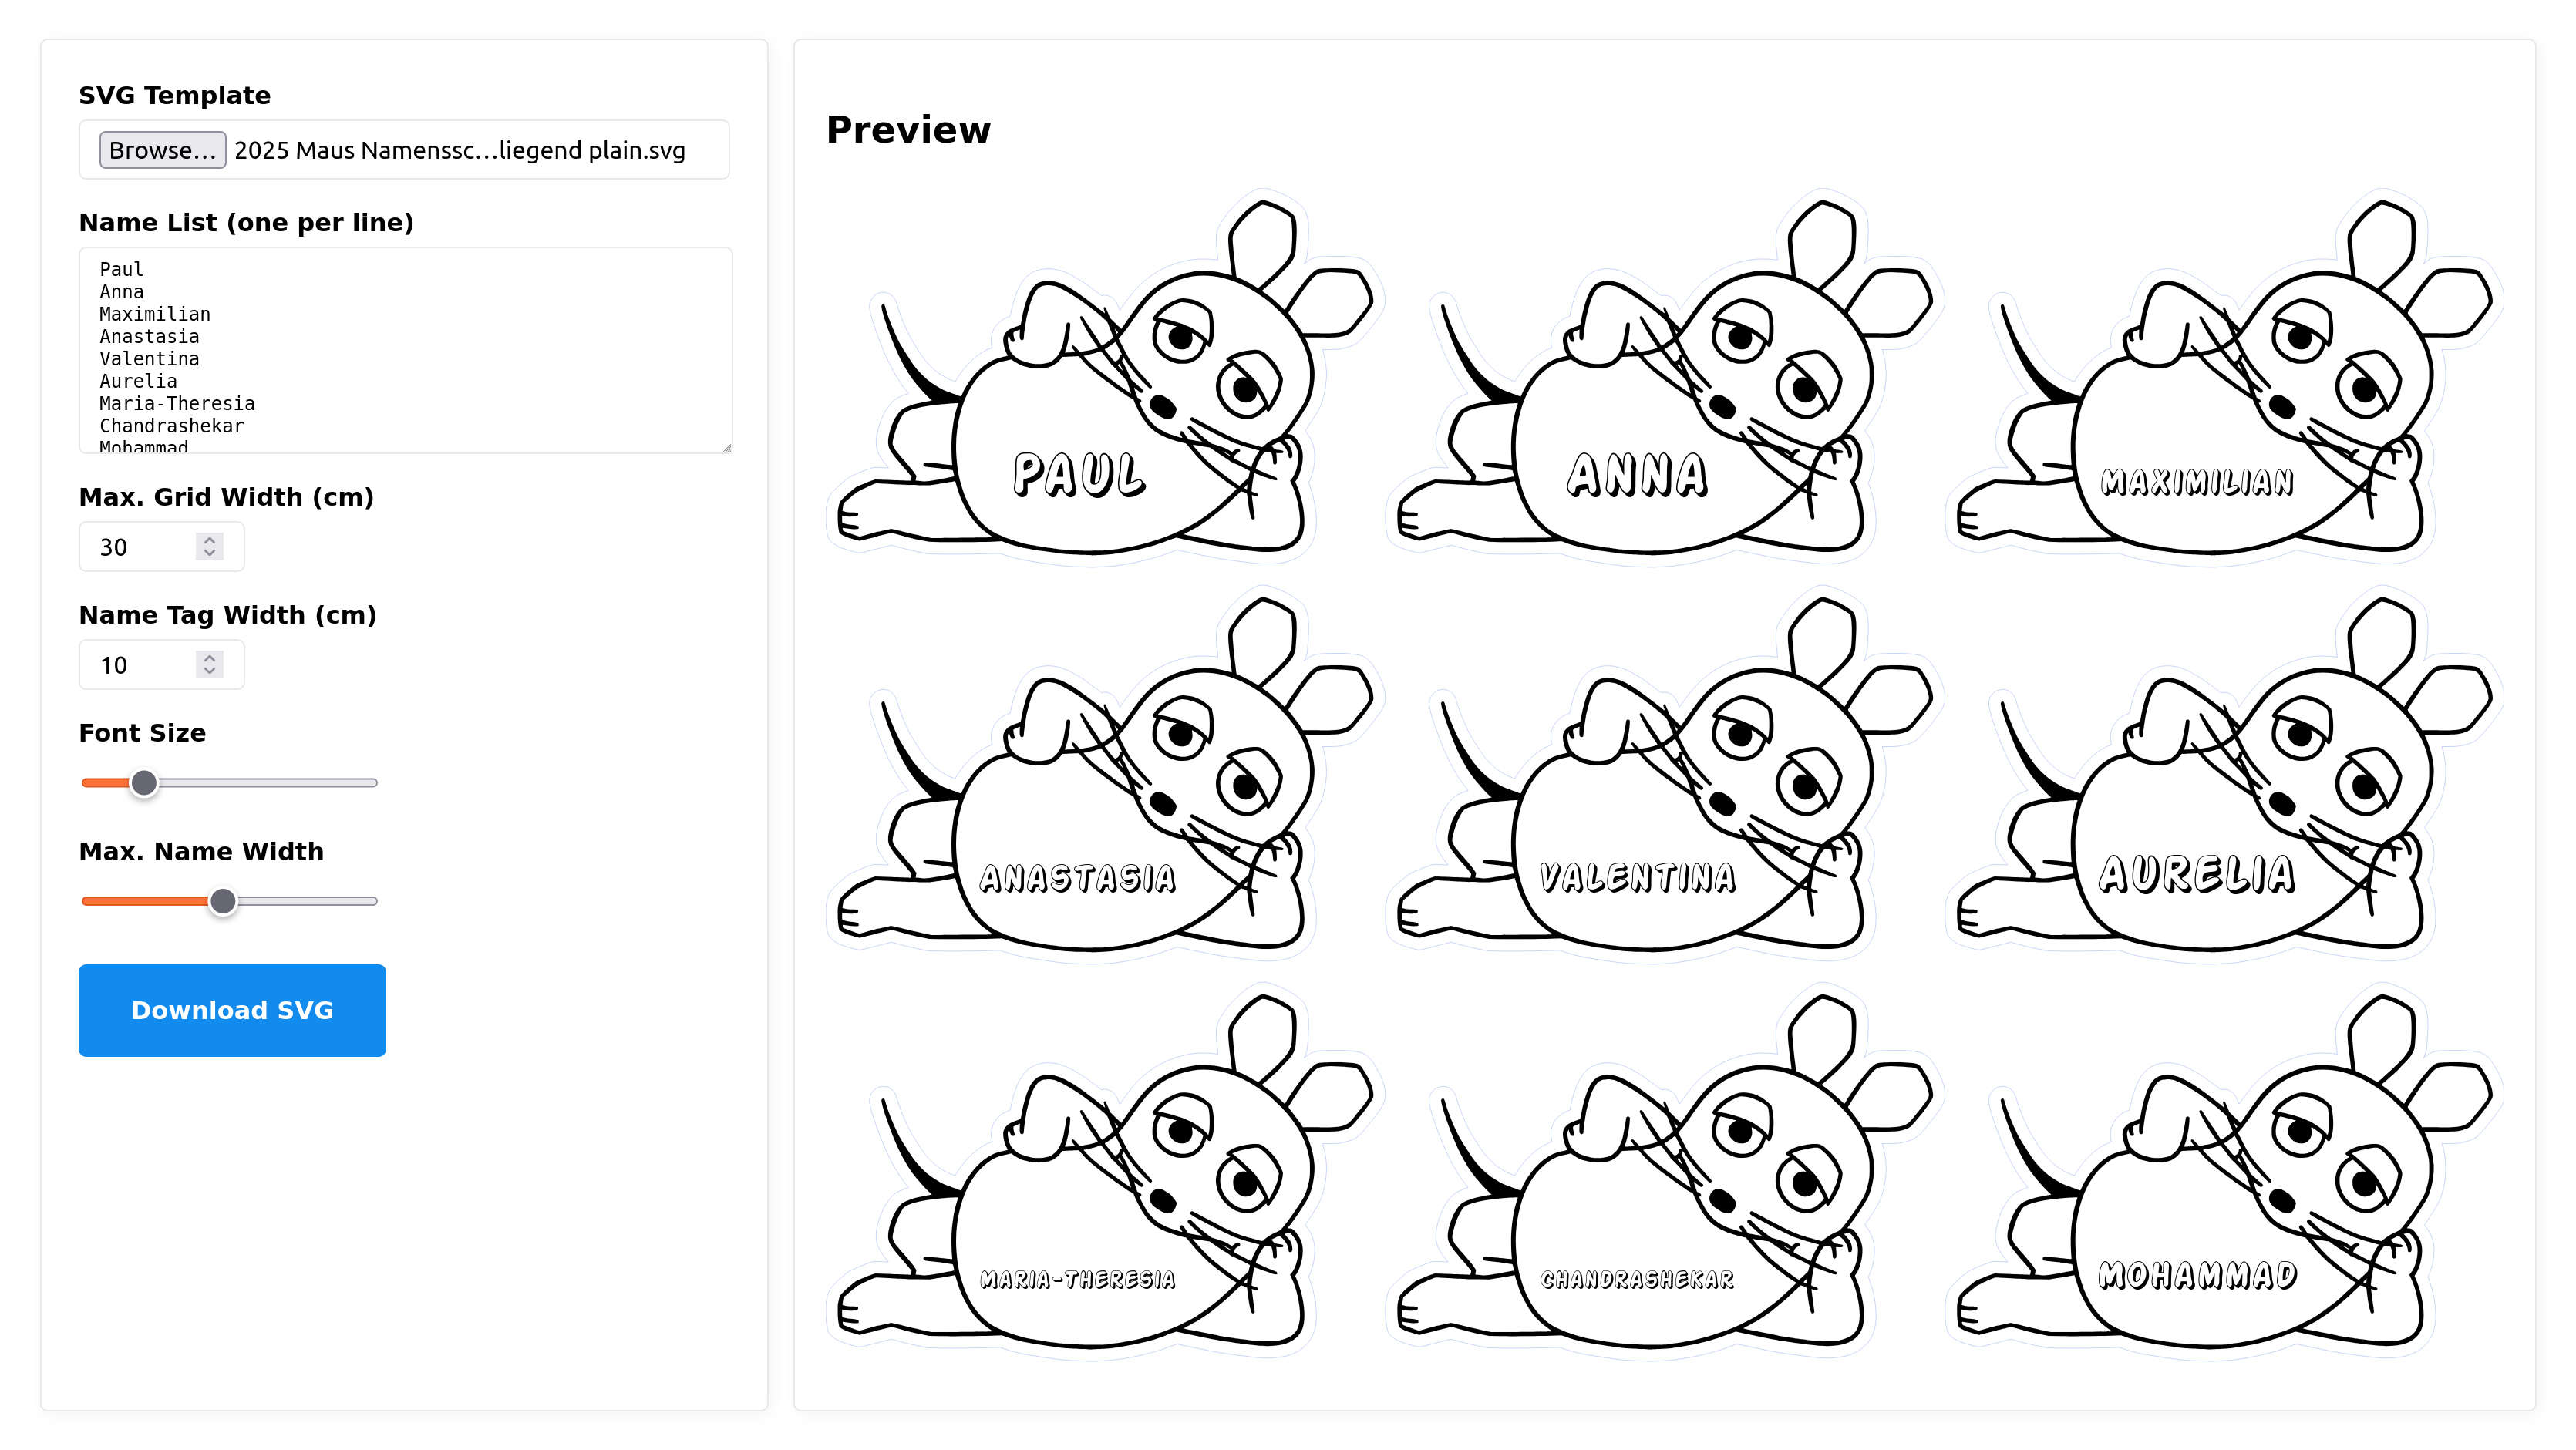 SVG Template
Browse... 2025 Maus Namenssc...liegend plain.svg
Name List (one per line)
Paul
Anna
Maximilian
Anastasia
Valentina
Aurelia
Maria-Theresia
Chandrashekar
Mohammad
Max. Grid Width (cm)
30
Name Tag Width (cm)
10
Font Size
Max. Name Width
Download SVG
Preview
PAUL
ANNA
MAXIMILIAN
ANASTASIA
VALENTINA
AURELIA
MARIA-THERESIA
CHANDRASHEKAR
MOHAMMAD